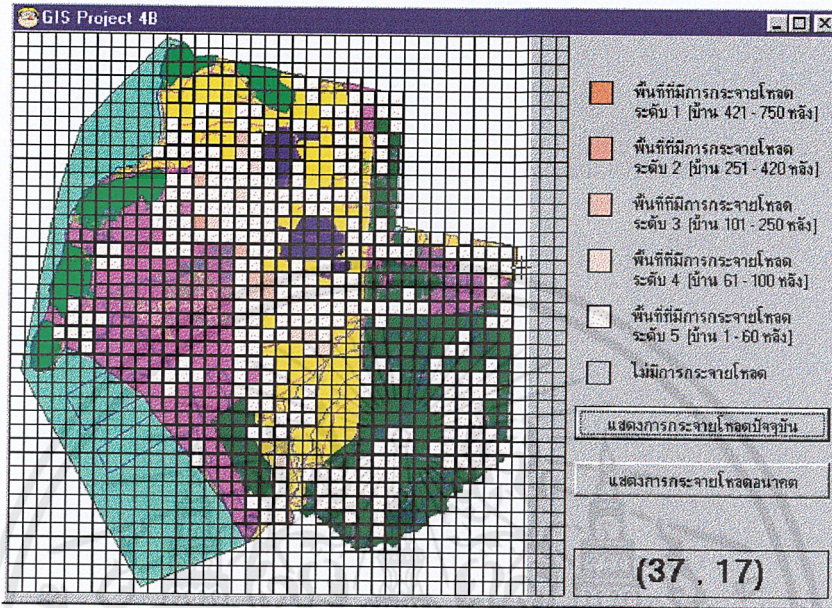 GIS Project 4B
พื้นที่ที่มีการกระจายโหลด
ระดับ 1 [บ้าน 421 - 750 หลัง]
พื้นที่ที่มีการกระจายโหลด
ระดับ 2 [บ้าน 251 - 420 หลัง]
พื้นที่ที่มีการกระจายโหลด
ระดับ 3 [บ้าน 101 - 250 หลัง]
พื้นที่ที่มีการกระจายโหลด
ระดับ 4 [บ้าน 61 - 100 หลัง]
พื้นที่ที่มีการกระจายโหลด
ระดับ 5 [บ้าน 1 - 60 หลัง]
ไม่มีการกระจายโหลด
แสดงการกระจายโหลดปัจจุบัน
แสดงการกระจายโหลดอนาคต
(37 , 17)